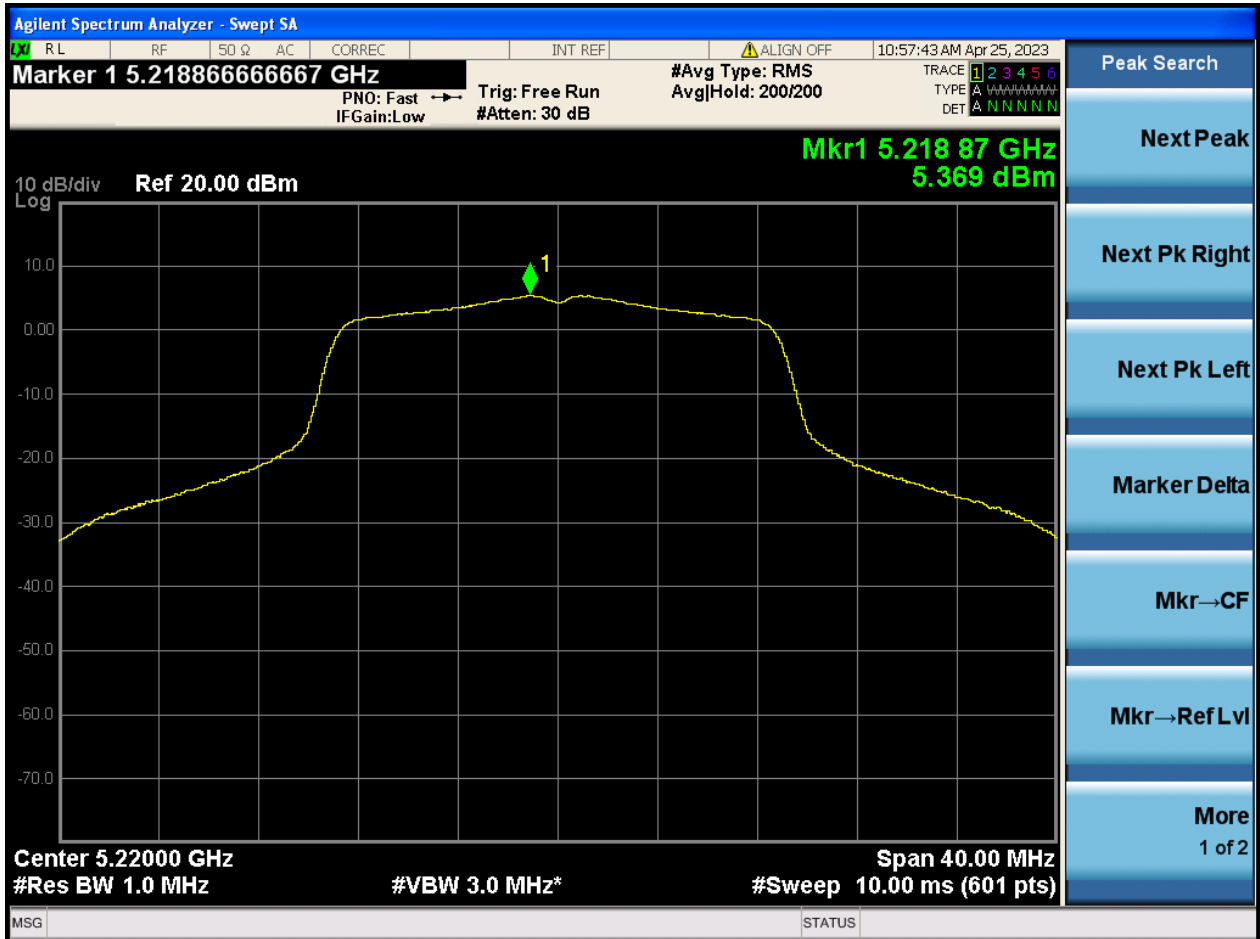 Agilent Spectrum Analyzer - Swept SA
LXI RL RF 50 Ω AC CORREC INT REF ALIGN OFF 10:57:43 AM Apr 25, 2023
Marker 1 5.218866666667 GHz
PNO: Fast
IFGain:Low
Trig: Free Run
#Atten: 30 dB
#Avg Type: RMS
Avg|Hold: 200/200
TRACE 1 2 3 4 5 6
TYPE A WWWWW
DET A N N N N N
Mkr1 5.218 87 GHz
5.369 dBm
10 dB/div Ref 20.00 dBm
Log
10.0
1
0.00
-10.0
-20.0
-30.0
-40.0
-50.0
-60.0
-70.0
Center 5.22000 GHz Span 40.00 MHz
#Res BW 1.0 MHz #VBW 3.0 MHz* #Sweep 10.00 ms (601 pts)
MSG STATUS
Peak Search
Next Peak
Next Pk Right
Next Pk Left
Marker Delta
Mkr→CF
Mkr→Ref Lvl
More
1 of 2